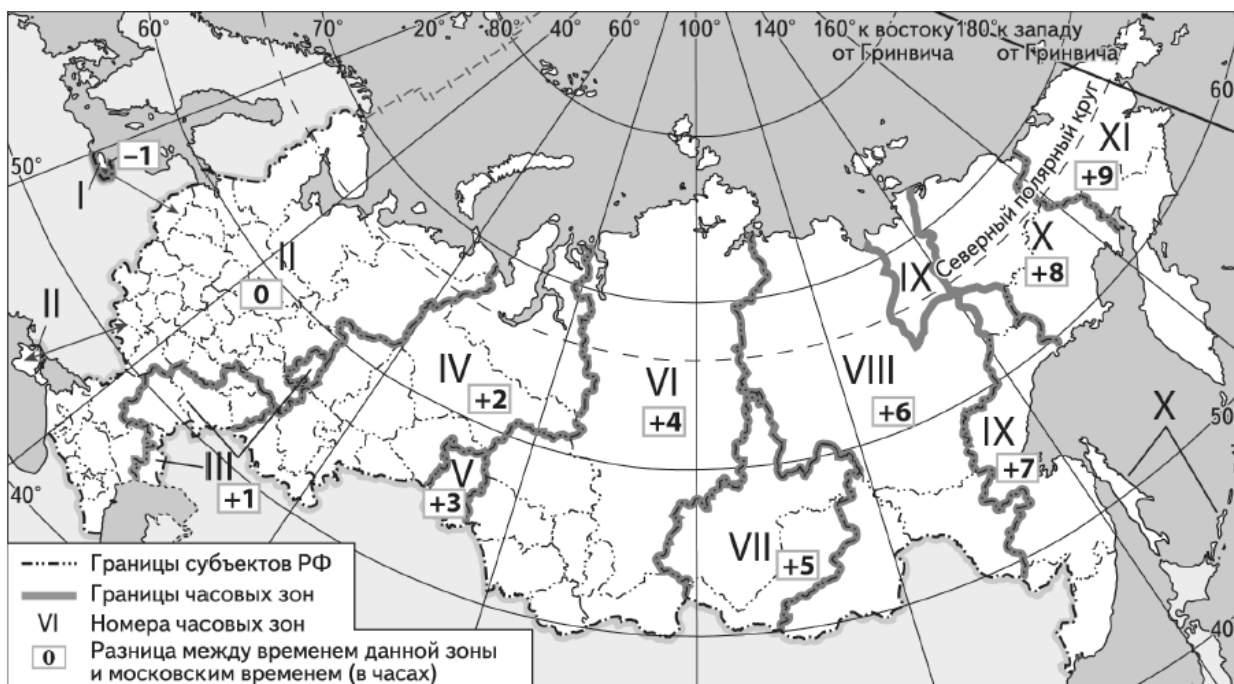 60° 70° 80° 60° 100° 140° 160° к востоку 180° к западу
от Гринвича от Гринвича
60°
50°
–1
I
Северный полярный круг
XI
+9
X
+8
II
0
IX
II
IV
+2
VI
+4
VIII
+6
X
50°
IX
+7
V
+3
III
+1
40°
VII
+5
40°
Границы субъектов РФ
Границы часовых зон
VI Номера часовых зон
0 Разница между временем данной зоны
и московским временем (в часах)